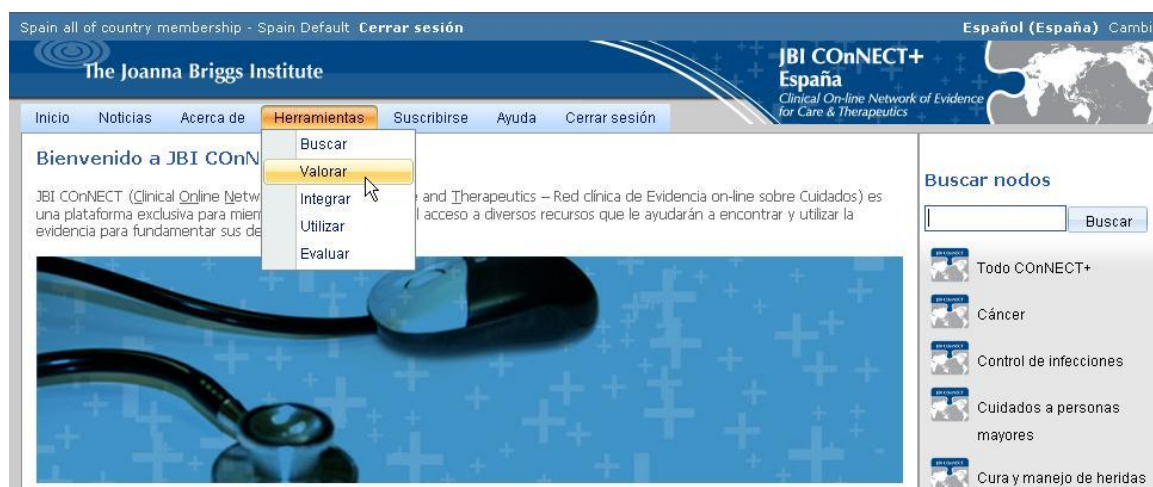 Spain all of country membership - Spain Default Cerrar sesión
Español (España) Cambi
The Joanna Briggs Institute
JBI COnNECT+
España
Clinical On-line Network of Evidence
for Care & Therapeutics
Inicio Noticias Acerca de Herramientas Suscribirse Ayuda Cerrar sesión
Buscar
Valorar
Integrar
Utilizar
Evaluar
Bienvenido a JBI COnN
JBI COnNECT (Clinical Online Netw and Therapeutics – Red clínica de Evidencia on-line sobre Cuidados) es
una plataforma exclusiva para mien l acceso a diversos recursos que le ayudarán a encontrar y utilizar la
evidencia para fundamentar sus de
Buscar nodos
Buscar
Todo COnNECT+
Cáncer
Control de infecciones
Cuidados a personas
mayores
Cura y manejo de heridas